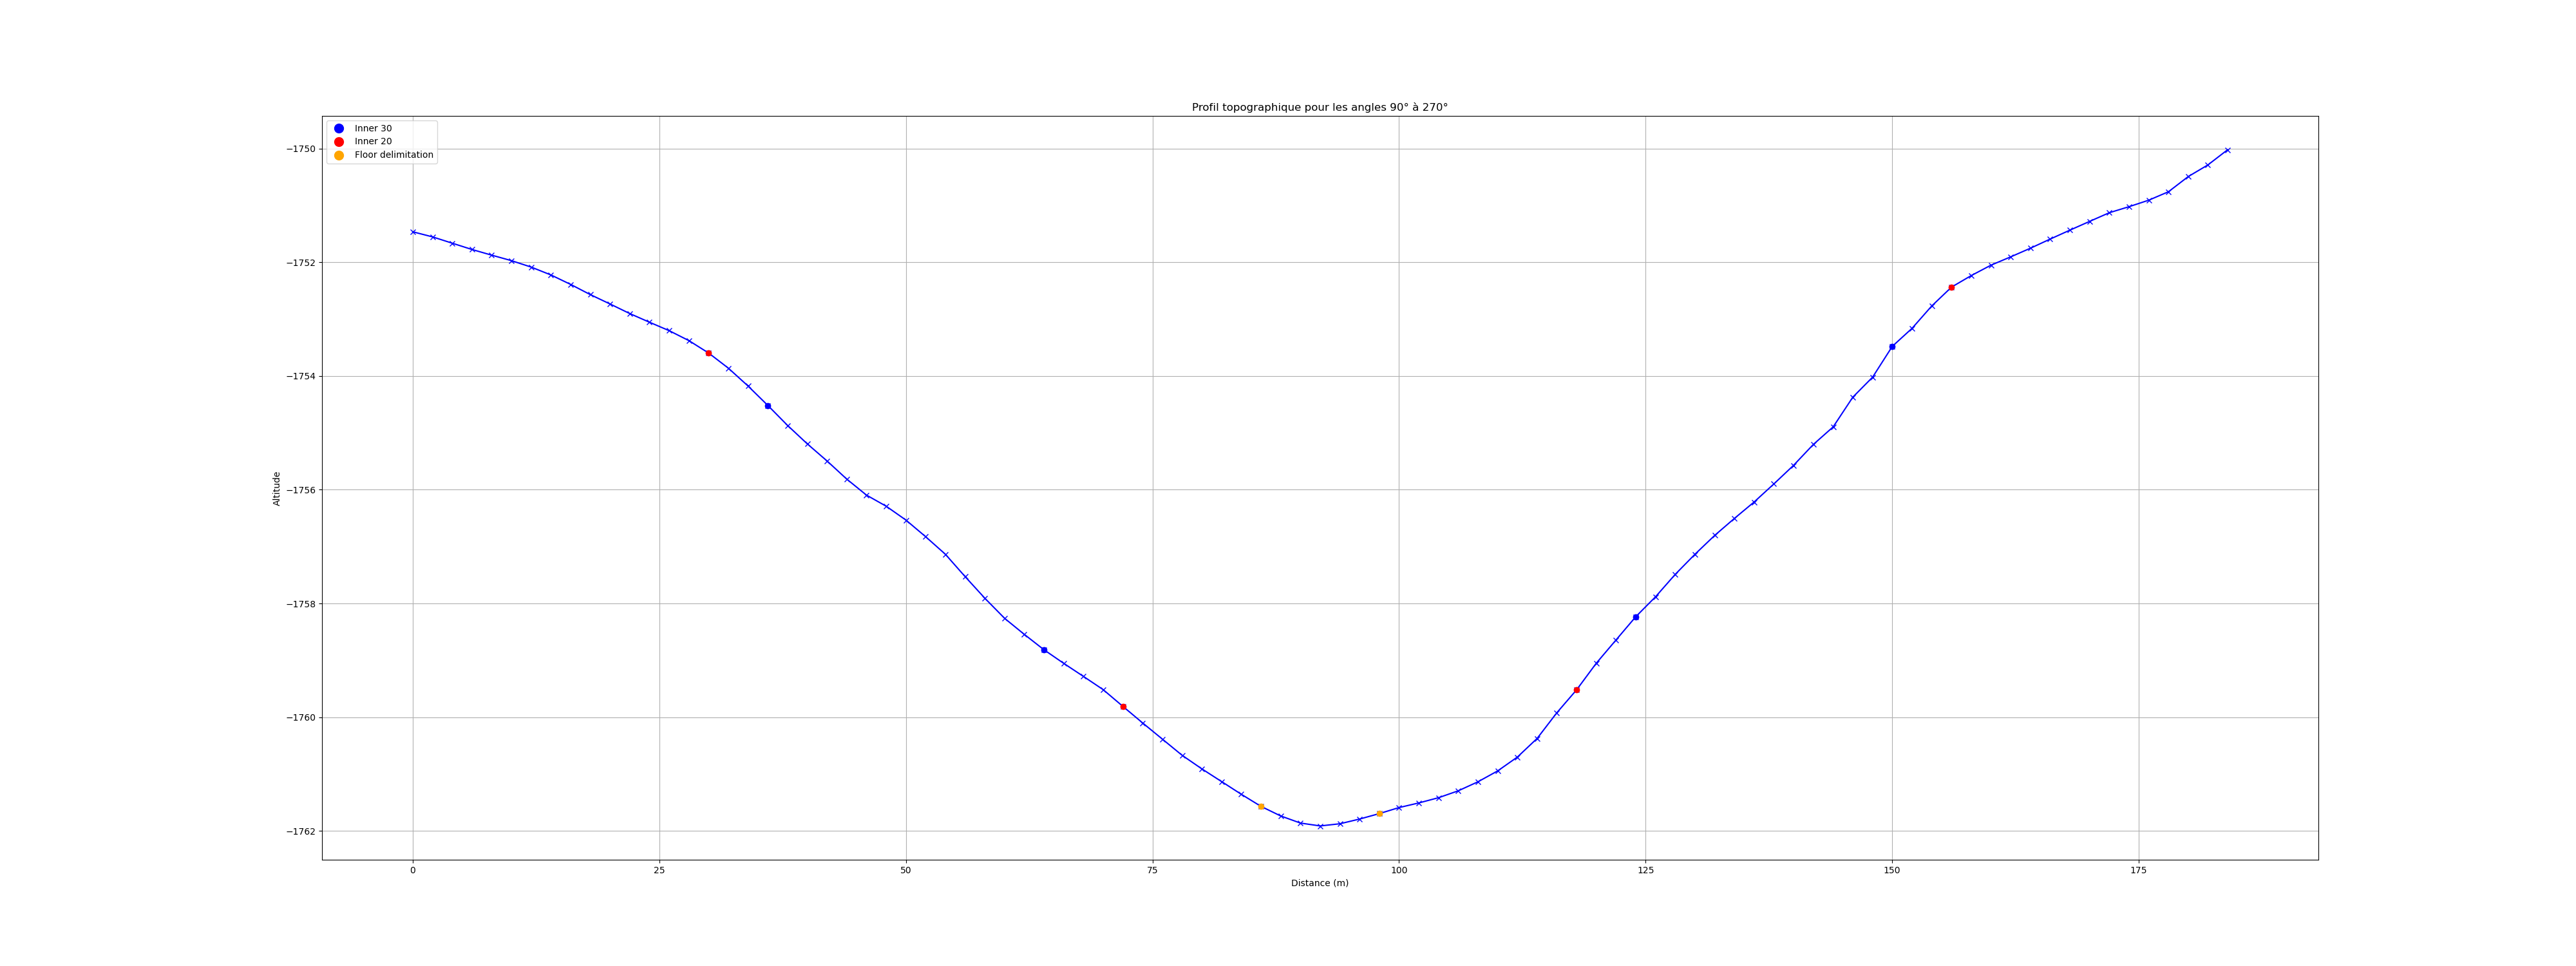 Profil topographique pour les angles 90° à 270°
Inner 30
Inner 20
Floor delimitation
−1750
−1752
−1754
−1756
−1758
−1760
−1762
Altitude
0 25 50 75 100 125 150 175
Distance (m)